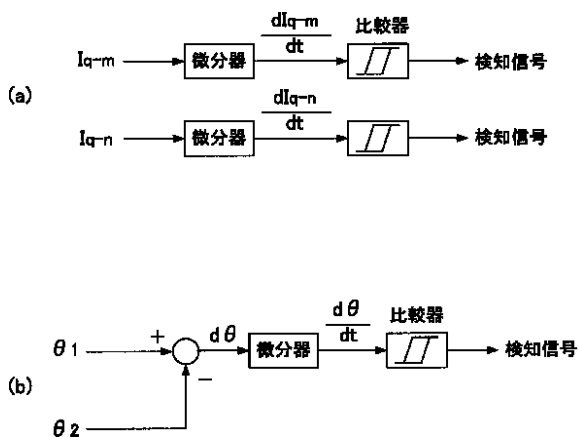 (a)
Iq-m
微分器
dIq-m
dt
比較器
検知信号
Iq-n
微分器
dIq-n
dt
検知信号
(b)
θ1
+
−
θ2
dθ
微分器
dθ
dt
比較器
検知信号